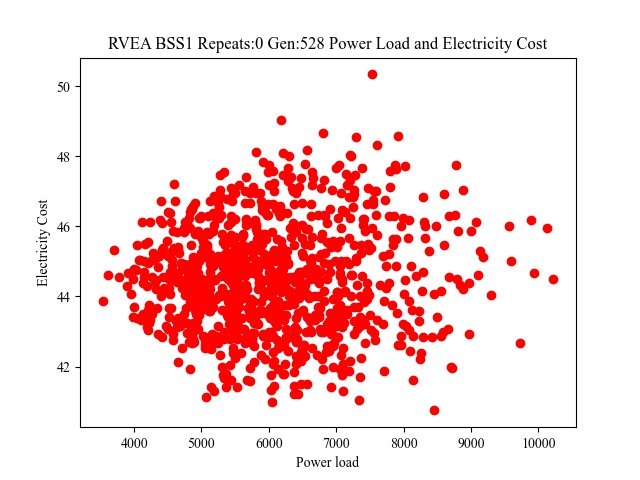 RVEA BSS1 Repeats:0 Gen:528 Power Load and Electricity Cost
50
48
46
44
42
Electricity Cost
4000 5000 6000 7000 8000 9000 10000
Power load